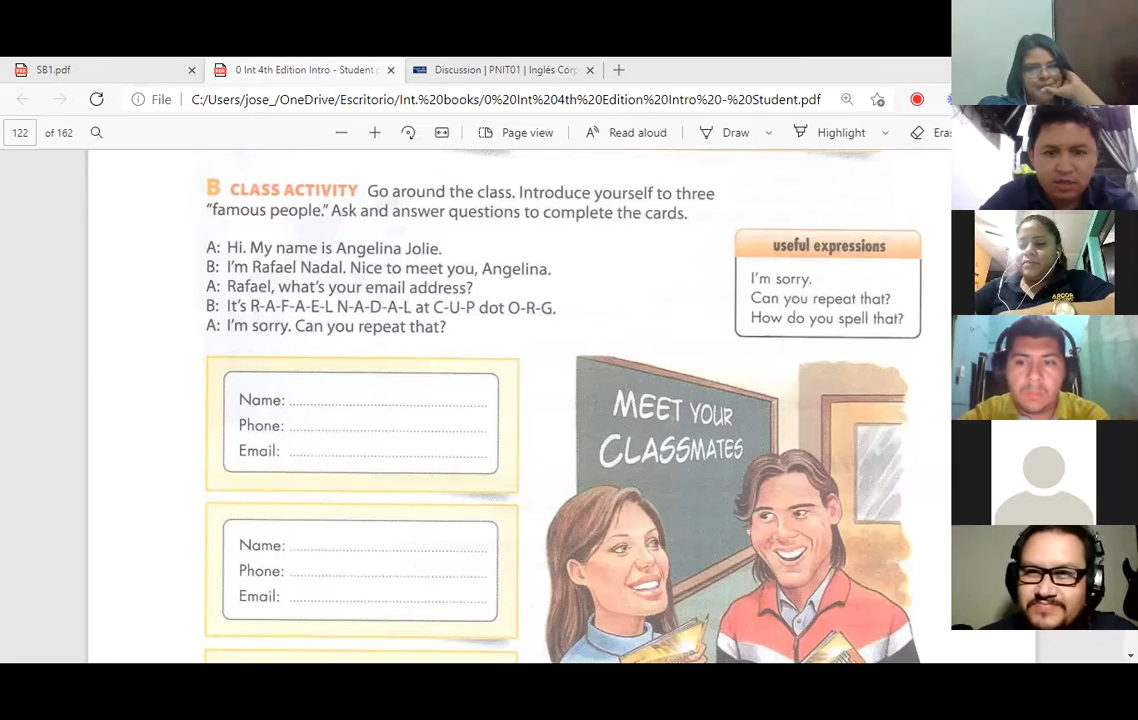 SB1.pdf
0 Int 4th Edition Intro - Student.
Discussion | PNIT01 | Inglés Corp
File
C:/Users/jose_/OneDrive/Escritorio/Int.%20books/0%20Int%204th%20Edition%20Intro%20-%20Student.pdf
122 of 162
Page view
Read aloud
Draw
Highlight
Eras
B CLASS ACTIVITY Go around the class. Introduce yourself to three
"famous people." Ask and answer questions to complete the cards.
A: Hi. My name is Angelina Jolie.
B: I'm Rafael Nadal. Nice to meet you, Angelina.
A: Rafael, what's your email address?
B: It's R-A-F-A-E-L N-A-D-A-L at C-U-P dot O-R-G.
A: I'm sorry. Can you repeat that?
useful expressions
I'm sorry.
Can you repeat that?
How do you spell that?
Name:
Phone:
Email:
MEET YOUR
CLASSMATES
Name:
Phone:
Email:
ARCOR